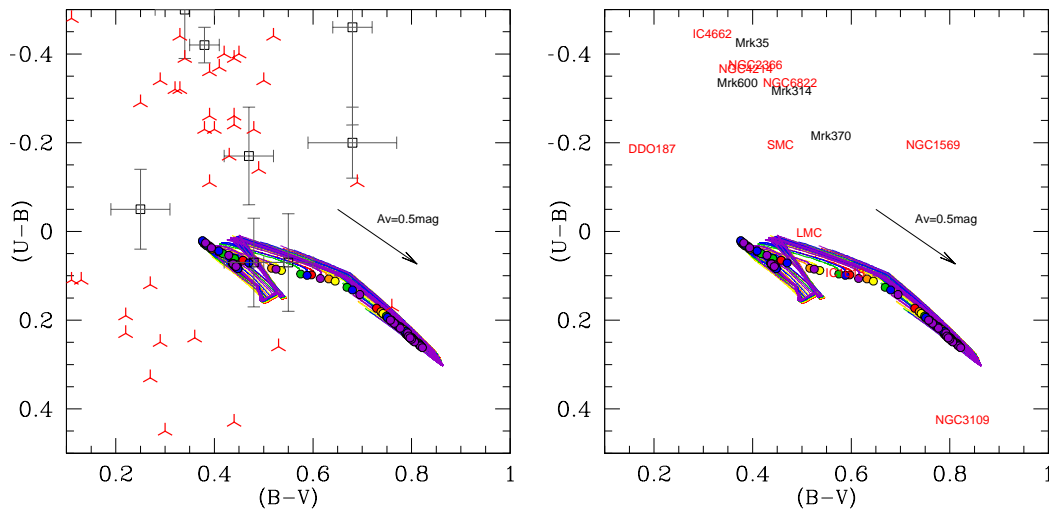 -0.4
-0.2
0
0.2
0.4
(U-B)
Av=0.5mag
0.2
0.4
0.6
0.8
1
(B-V)
-0.4
-0.2
0
0.2
0.4
(U-B)
IC4662
Mrk35
NGC2366
NGC4214
Mrk600
NGC6822
Mrk314
Mrk370
DDO187
SMC
NGC1569
Av=0.5mag
LMC
NGC3109
0.2
0.4
0.6
0.8
1
(B-V)